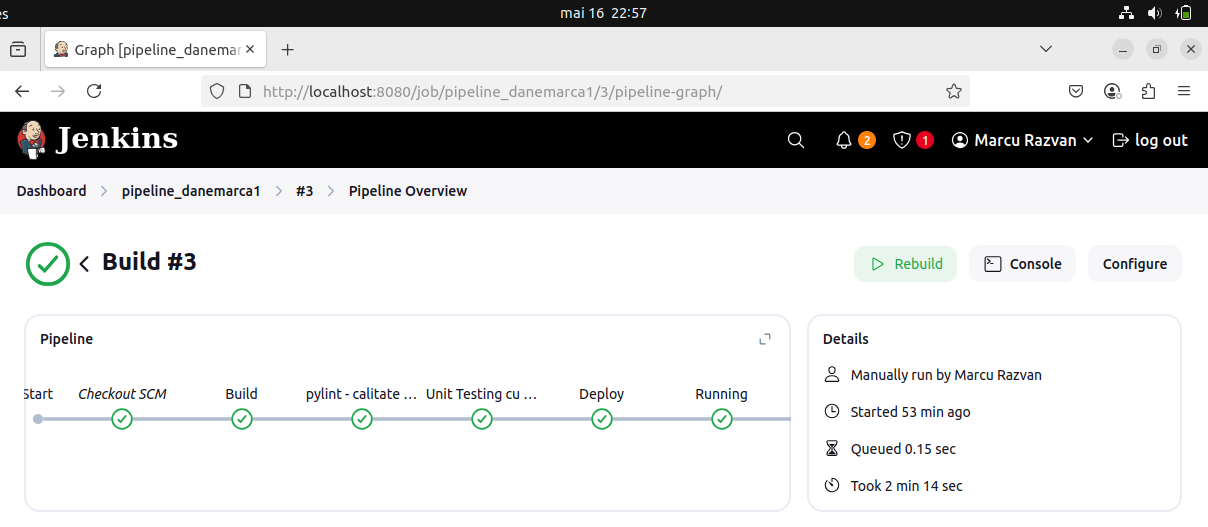 es
mai 16 22:57
Graph [pipeline_danemar
http://localhost:8080/job/pipeline_danemarca1/3/pipeline-graph/
Jenkins
2
1
Marcu Razvan
log out
Dashboard
pipeline_danemarca1
#3
Pipeline Overview
Build #3
Rebuild
Console
Configure
Pipeline
Start
Checkout SCM
Build
pylint - calitate ...
Unit Testing cu ...
Deploy
Running
Details
Manually run by Marcu Razvan
Started 53 min ago
Queued 0.15 sec
Took 2 min 14 sec